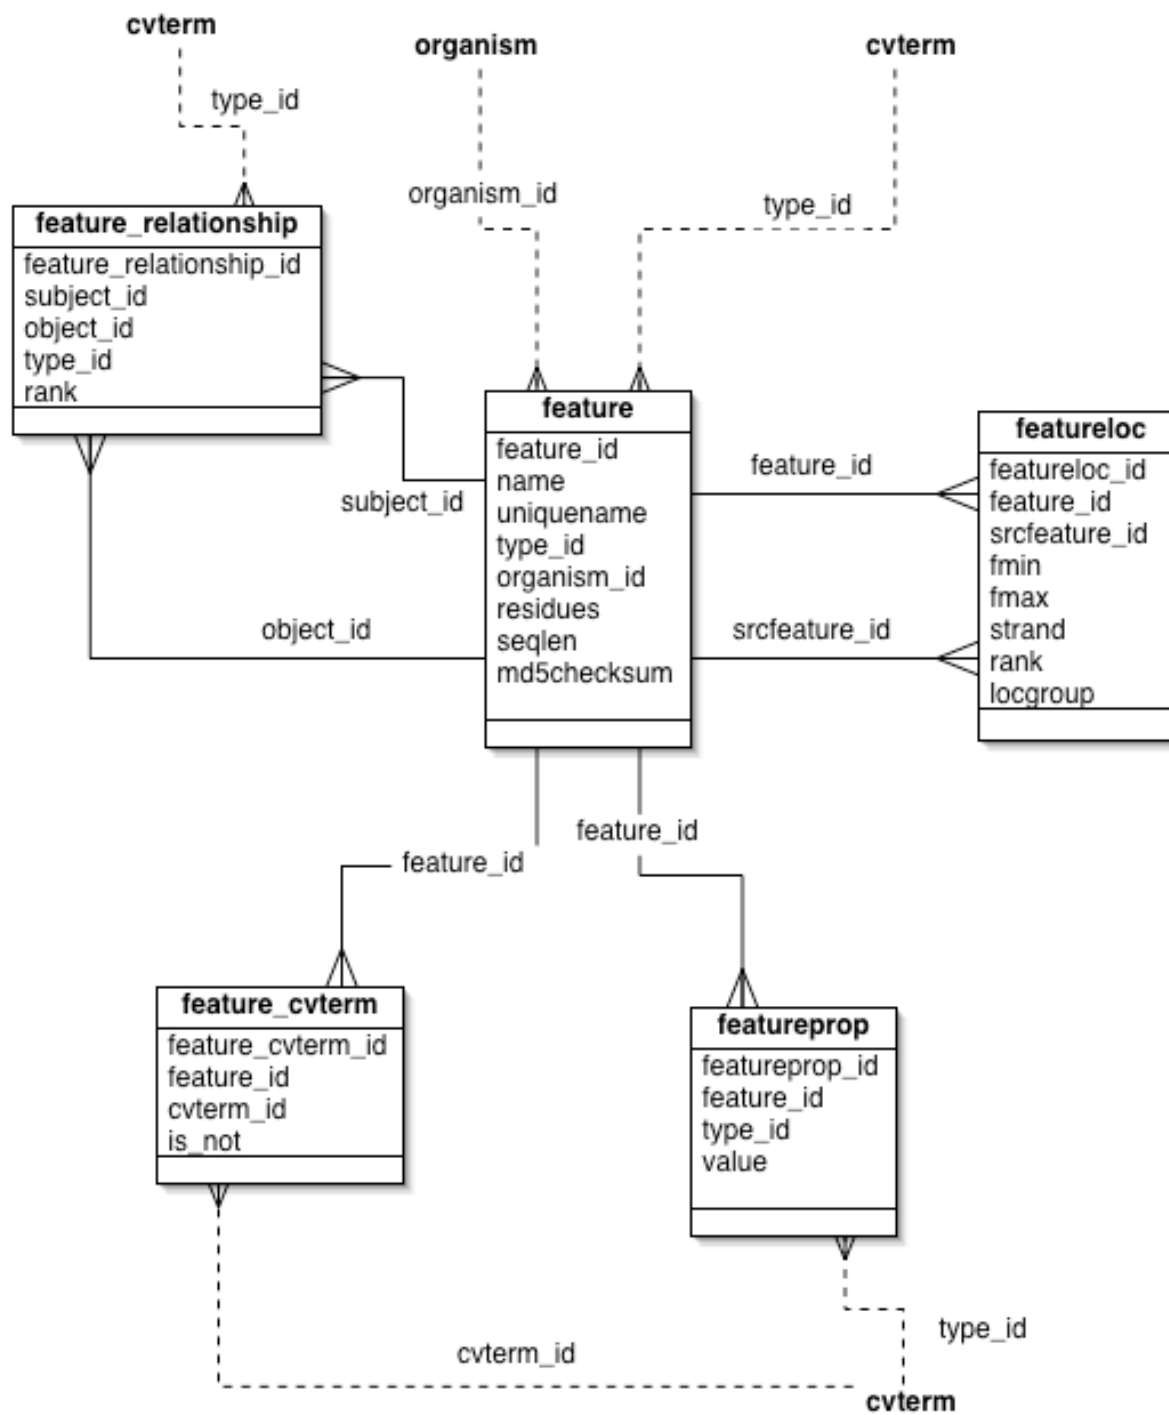 cvterm
organism
cvterm
type_id
organism_id
type_id
feature_relationship
feature_relationship_id
subject_id
object_id
type_id
rank
subject_id
object_id
feature
feature_id
name
uniquename
type_id
organism_id
residues
seqlen
md5checksum
feature_id
srcfeature_id
featureloc
featureloc_id
feature_id
srcfeature_id
fmin
fmax
strand
rank
locgroup
feature_id
feature_id
feature_cvterm
feature_cvterm_id
feature_id
cvterm_id
is_not
featureprop
featureprop_id
feature_id
type_id
value
type_id
cvterm_id
cvterm